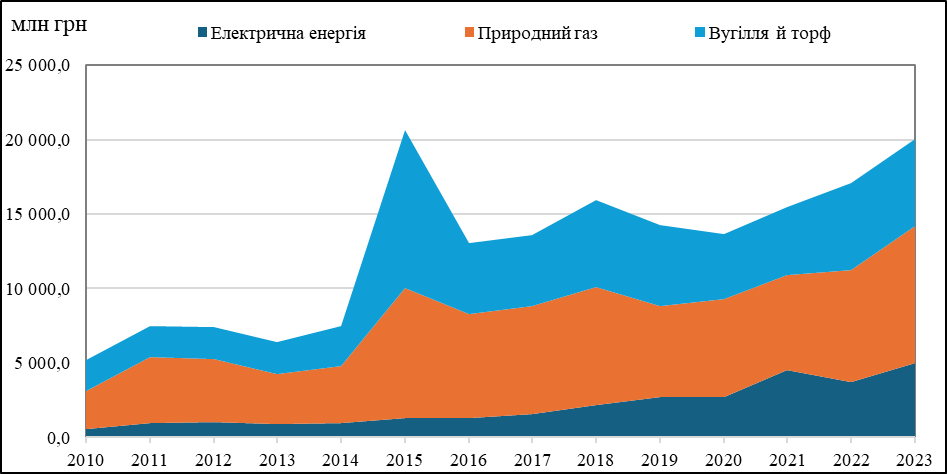 млн грн
Електрична енергія Природний газ Вугілля й торф
25 000,0
20 000,0
15 000,0
10 000,0
5 000,0
0,0
2010 2011 2012 2013 2014 2015 2016 2017 2018 2019 2020 2021 2022 2023